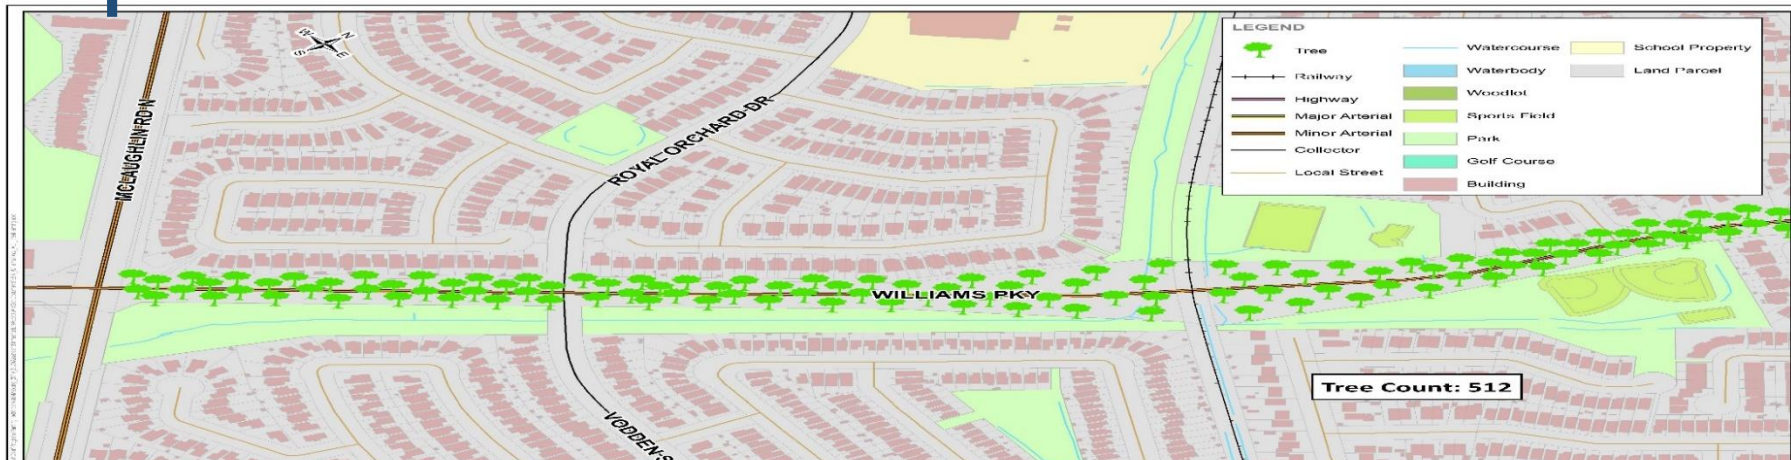 LEGEND
Tree
Railway
Highway
Major Arterial
Minor Arterial
Collector
Local Street
Watercourse
Waterbody
Woodlot
Sports Field
Park
Golf Course
Building
School Property
Land Parcel
N
W
S
E
MCLAUGHLIN RD N
ROYAL ORCHARD DR
WILLIAMS PKY
VODDEN S
Tree Count: 512